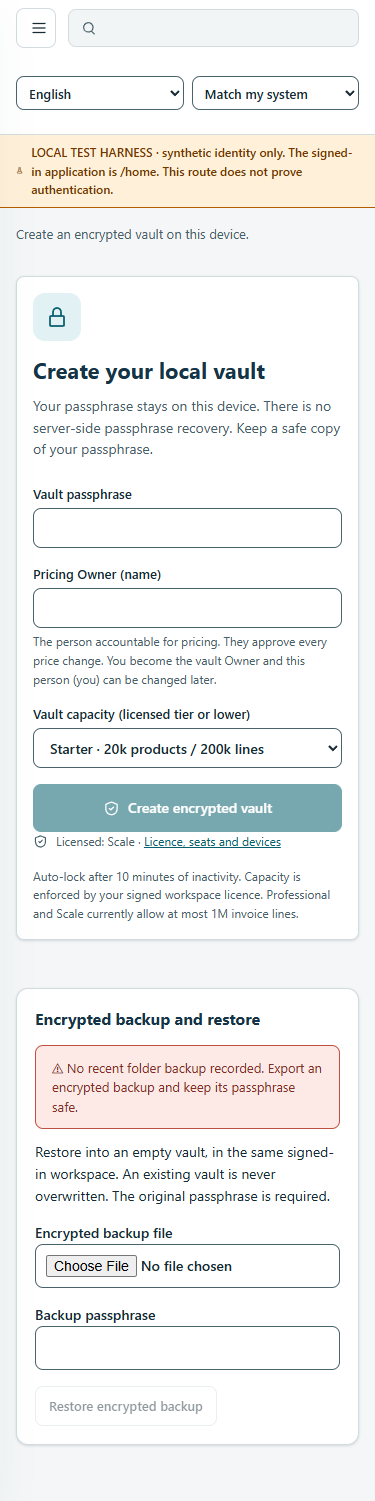 English
Match my system
LOCAL TEST HARNESS · synthetic identity only. The signed-
in application is /home. This route does not prove
authentication.
Create an encrypted vault on this device.
Create your local vault
Your passphrase stays on this device. There is no
server-side passphrase recovery. Keep a safe copy
of your passphrase.
Vault passphrase
Pricing Owner (name)
The person accountable for pricing. They approve every
price change. You become the vault Owner and this
person (you) can be changed later.
Vault capacity (licensed tier or lower)
Starter · 20k products / 200k lines
Create encrypted vault
Licensed: Scale · Licence, seats and devices
Auto-lock after 10 minutes of inactivity. Capacity is
enforced by your signed workspace licence. Professional
and Scale currently allow at most 1M invoice lines.
Encrypted backup and restore
⚠ No recent folder backup recorded. Export an
encrypted backup and keep its passphrase
safe.
Restore into an empty vault, in the same signed-
in workspace. An existing vault is never
overwritten. The original passphrase is required.
Encrypted backup file
Choose File No file chosen
Backup passphrase
Restore encrypted backup